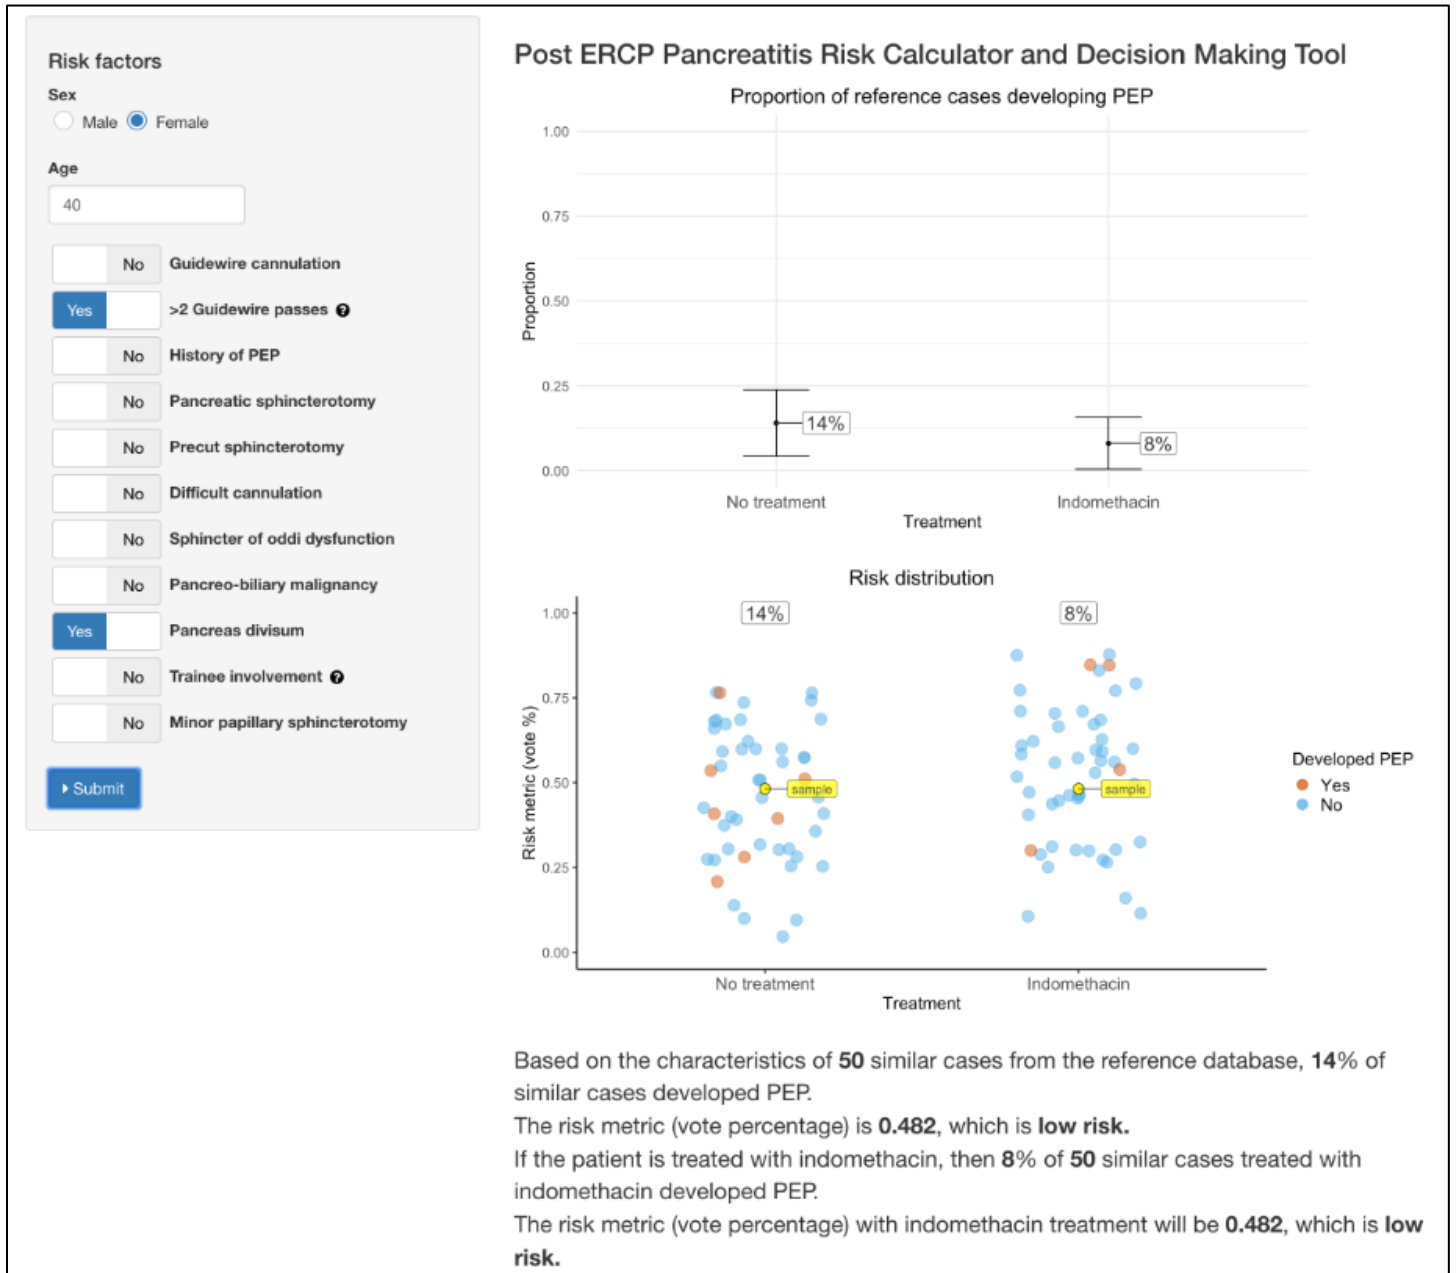 Risk factors
Sex
Male Female
Age
40
No Guidewire cannulation
Yes >2 Guidewire passes ?
No History of PEP
No Pancreatic sphincterotomy
No Precut sphincterotomy
No Difficult cannulation
No Sphincter of oddi dysfunction
No Pancreo-biliary malignancy
Yes Pancreas divisum
No Trainee involvement ?
No Minor papillary sphincterotomy
Submit
Post ERCP Pancreatitis Risk Calculator and Decision Making Tool
Proportion of reference cases developing PEP
1.00
0.75
0.50
0.25
0.00
Proportion
14%
8%
No treatment Indomethacin
Treatment
Risk distribution
14% 8%
1.00
0.75
0.50
0.25
0.00
Risk metric (vote %)
sample sample
No treatment Indomethacin
Treatment
Developed PEP
Yes
No
Based on the characteristics of 50 similar cases from the reference database, 14% of
similar cases developed PEP.
The risk metric (vote percentage) is 0.482, which is low risk.
If the patient is treated with indomethacin, then 8% of 50 similar cases treated with
indomethacin developed PEP.
The risk metric (vote percentage) with indomethacin treatment will be 0.482, which is low
risk.